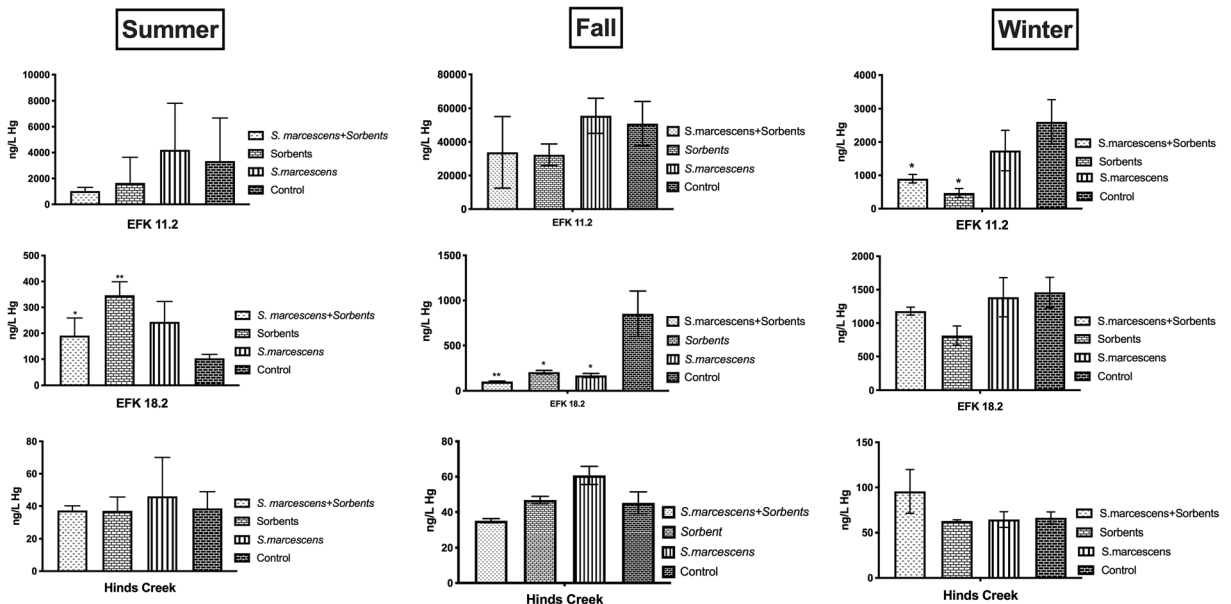 Summer
Fall
Winter
ng/L Hg
10000
8000
6000
4000
2000
0
EFK 11.2
S. marcescens+Sorbents
Sorbents
S.marcescens
Control
ng/L Hg
80000
60000
40000
20000
0
EFK 11.2
S.marcescens+Sorbents
Sorbents
S.marcescens
Control
ng/L Hg
4000
3000
2000
1000
0
*
*
EFK 11.2
S.marcescens+Sorbents
Sorbents
S.marcescens
Control
ng/L Hg
500
400
300
200
100
0
*
**
EFK 18.2
S. marcescens+Sorbents
Sorbents
S.marcescens
Control
ng/L Hg
1500
1000
500
0
**
*
*
EFK 18.2
S.marcescens+Sorbents
Sorbents
S.marcescens
Control
ng/L Hg
2000
1500
1000
500
0
EFK 18.2
S.marcescens+Sorbents
Sorbents
S.marcescens
Control
ng/L Hg
80
60
40
20
0
Hinds Creek
S. marcescens+Sorbents
Sorbents
S.marcescens
Control
ng/L Hg
80
60
40
20
0
Hinds Creek
S.marcescens+Sorbents
Sorbent
S.marcescens
Control
ng/L Hg
150
100
50
0
Hinds Creek
S.marcescens+Sorbents
Sorbents
S.marcescens
Control